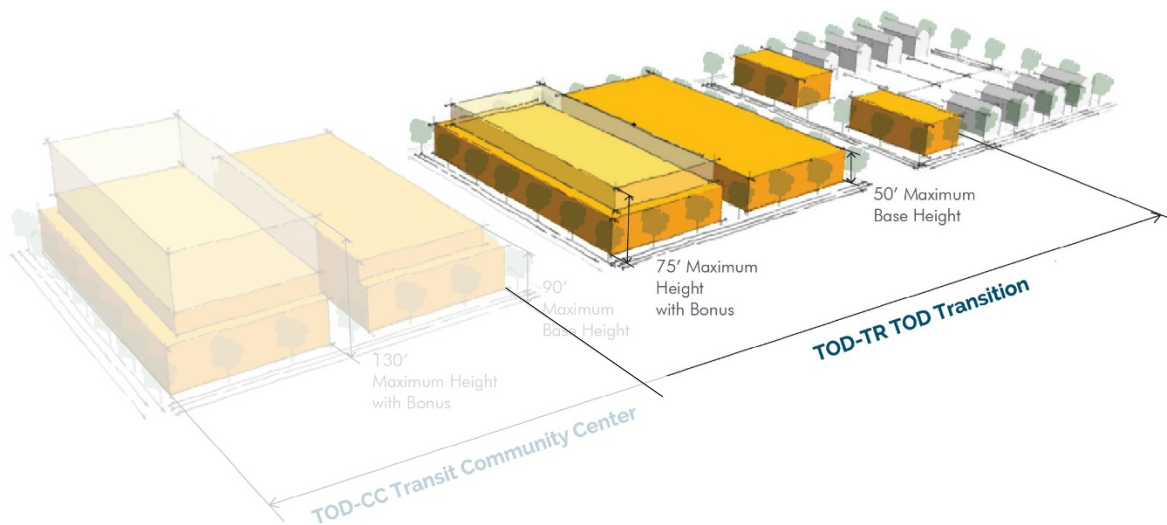 50' Maximum
Base Height
75' Maximum
Height
with Bonus
90'
Maximum
Base Height
130'
Maximum Height
with Bonus
TOD-TR TOD Transition
TOD-CC Transit Community Center